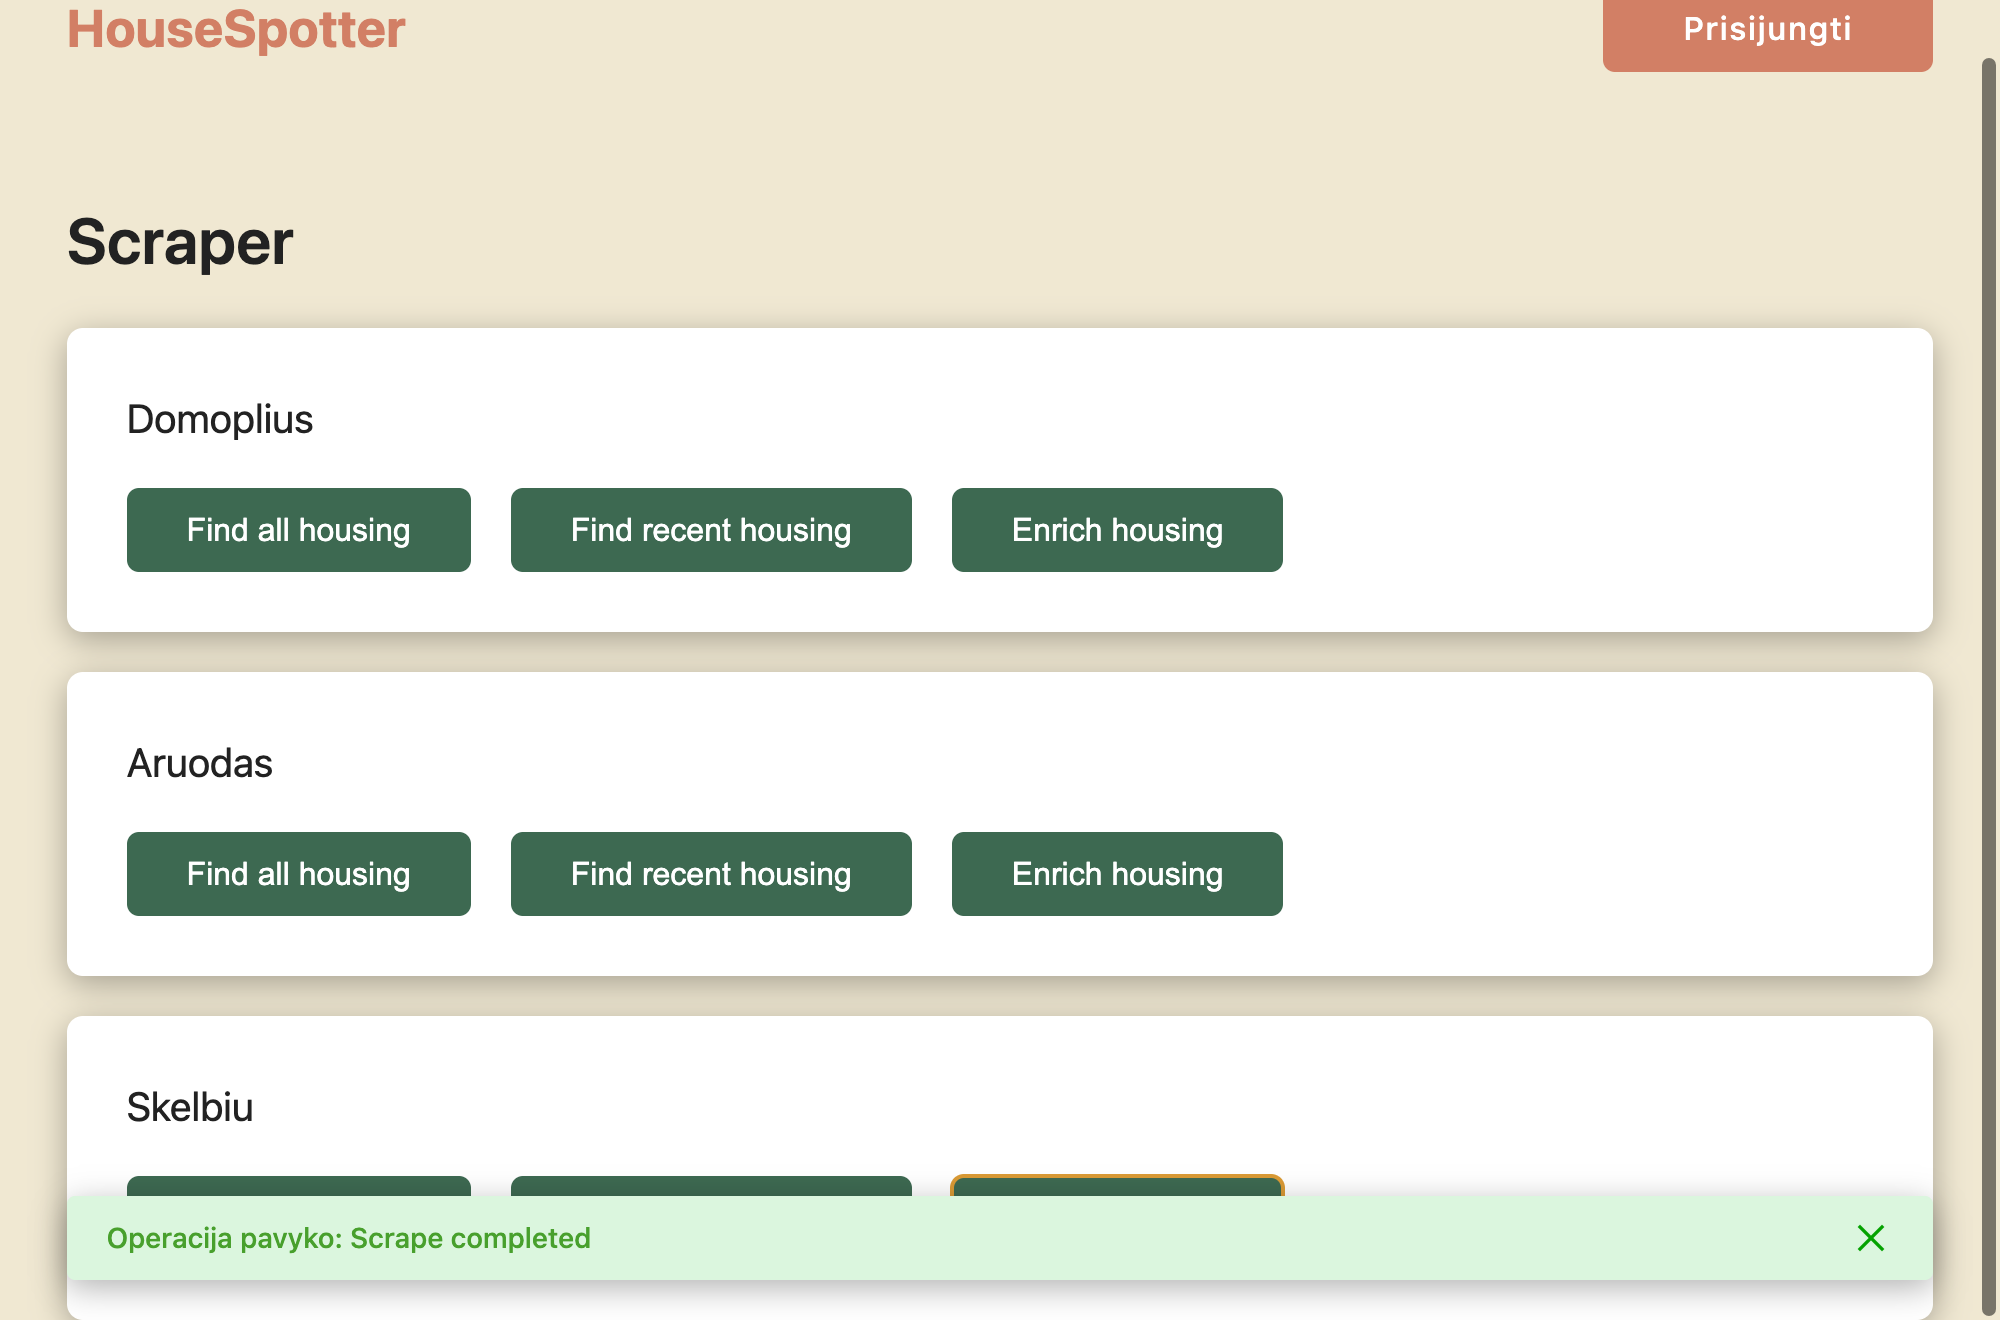 HouseSpotter
Prisijungti
Scraper
Domoplius
Find all housing
Find recent housing
Enrich housing
Aruodas
Find all housing
Find recent housing
Enrich housing
Skelbiu
Operacija pavyko: Scrape completed